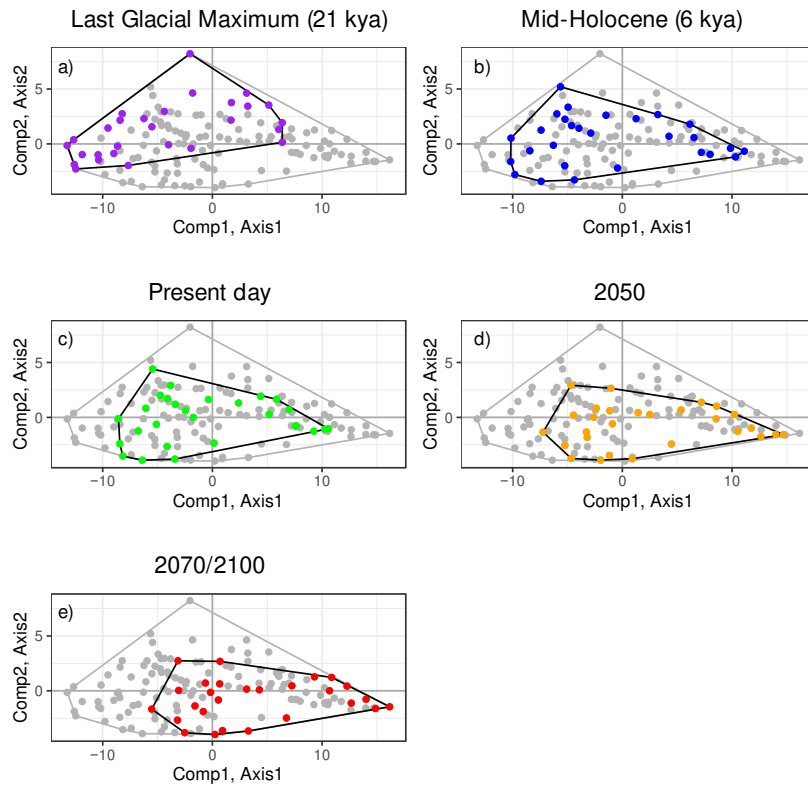 Last Glacial Maximum (21 kya)
Mid-Holocene (6 kya)
a)
b)
Comp2, Axis2
5
0
−10
0
10
Comp1, Axis1
Comp2, Axis2
5
0
−10
0
10
Comp1, Axis1
Present day
2050
c)
d)
Comp2, Axis2
5
0
−10
0
10
Comp1, Axis1
Comp2, Axis2
5
0
−10
0
10
Comp1, Axis1
2070/2100
e)
Comp2, Axis2
5
0
−10
0
10
Comp1, Axis1